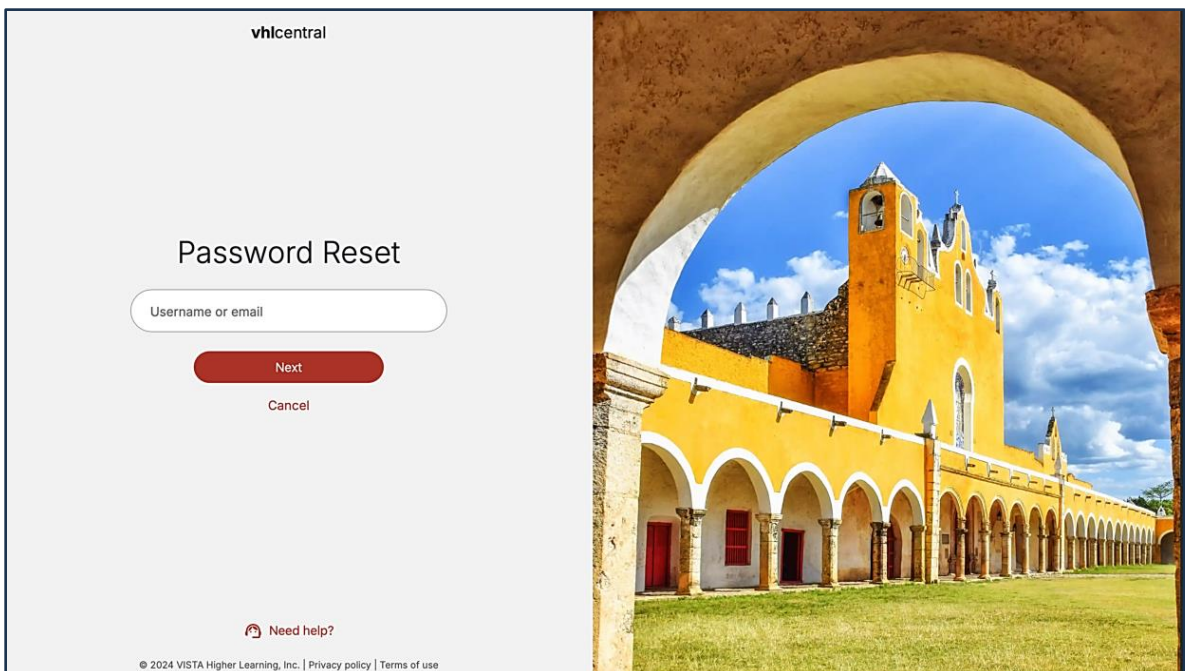 vhlcentral
Password Reset
Username or email
Next
Cancel
Need help?
© 2024 VISTA Higher Learning, Inc. | Privacy policy | Terms of use